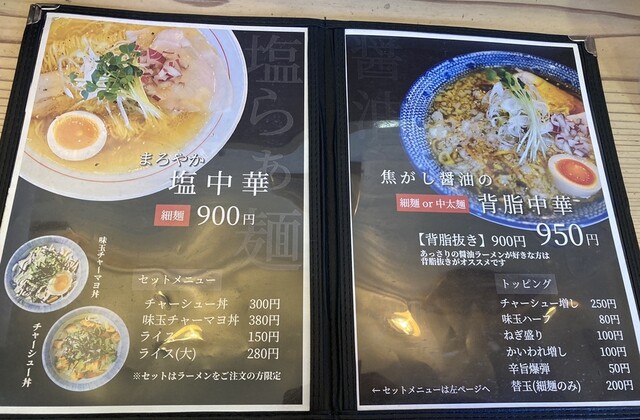 塩らぁ麺
まろやか
塩中華
細麺 900円
味玉チャーマヨ丼
チャーシュー丼
セットメニュー
チャーシュー丼 300円
味玉チャーマヨ丼 380円
ライス 150円
ライス(大) 280円
※セットはラーメンをご注文の方限定
醤油
焦がし醤油の
細麺 or 中太麺 背脂中華
【背脂抜き】900円 950円
あっさりの醤油ラーメンが好きな方は
背脂抜きがオススメです
トッピング
チャーシュー増し 250円
味玉ハーフ 80円
ねぎ盛り 100円
かいわれ増し 100円
辛旨爆弾 50円
替玉(細麺のみ) 200円
←セットメニューは左ページへ